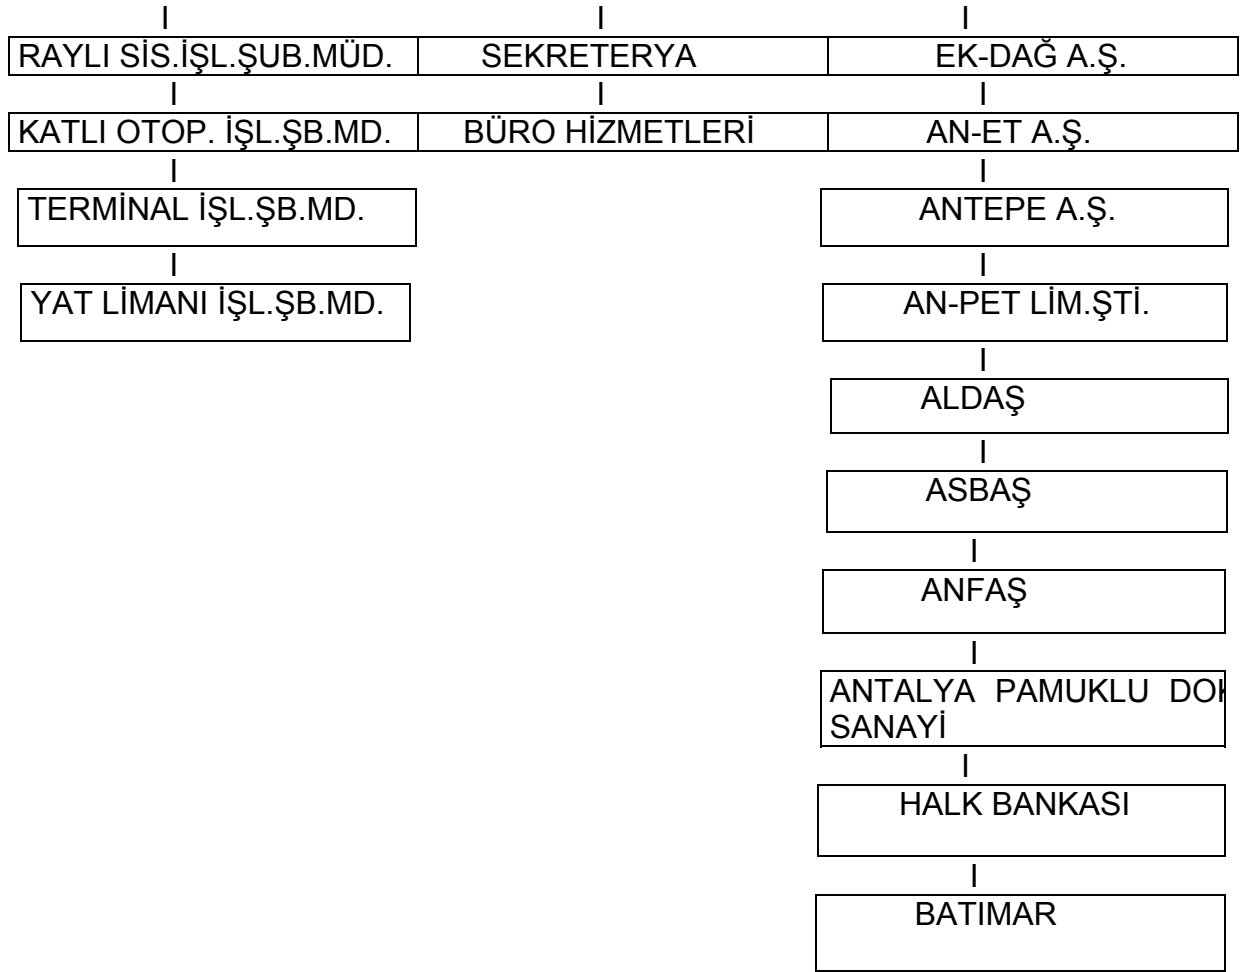 RAYLI SİS.İŞL.ŞUB.MÜD. SEKRETERYA EK-DAĞ A.Ş.
KATLI OTOP. İŞL.ŞB.MD. BÜRO HİZMETLERİ AN-ET A.Ş.
TERMİNAL İŞL.ŞB.MD. ANTEPE A.Ş.
YAT LİMANI İŞL.ŞB.MD. AN-PET LİM.ŞTİ.
ALDAŞ
ASBAŞ
ANFAŞ
ANTALYA PAMUKLU
SANAYİ
HALK BANKASI
BATIMAR